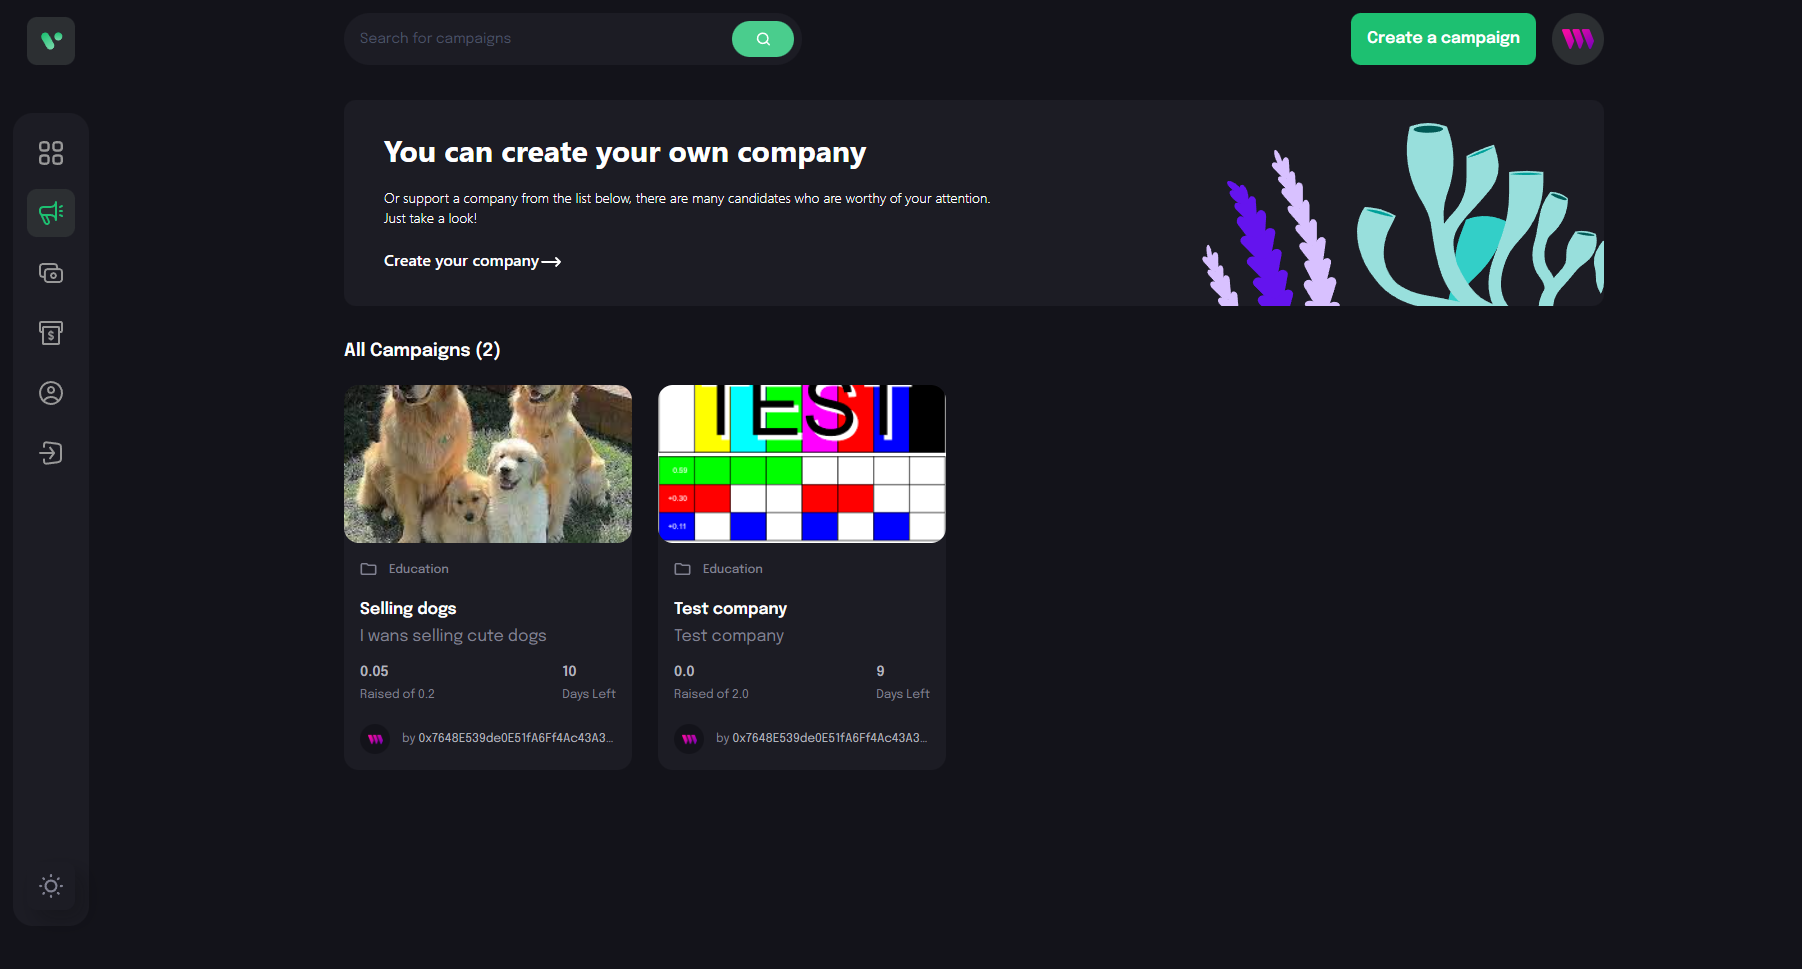 Search for campaigns
Create a campaign
You can create your own company
Or support a company from the list below, there are many candidates who are worthy of your attention.
Just take a look!
Create your company
All Campaigns (2)
TEST
0.59
+0.30
+0.11
Education
Education
Selling dogs
Test company
I wans selling cute dogs
Test company
0.05
10
0.0
9
Raised of 0.2
Days Left
Raised of 2.0
Days Left
by 0x7648E539de0E51fA6Ff4Ac43A3...
by 0x7648E539de0E51fA6Ff4Ac43A3...